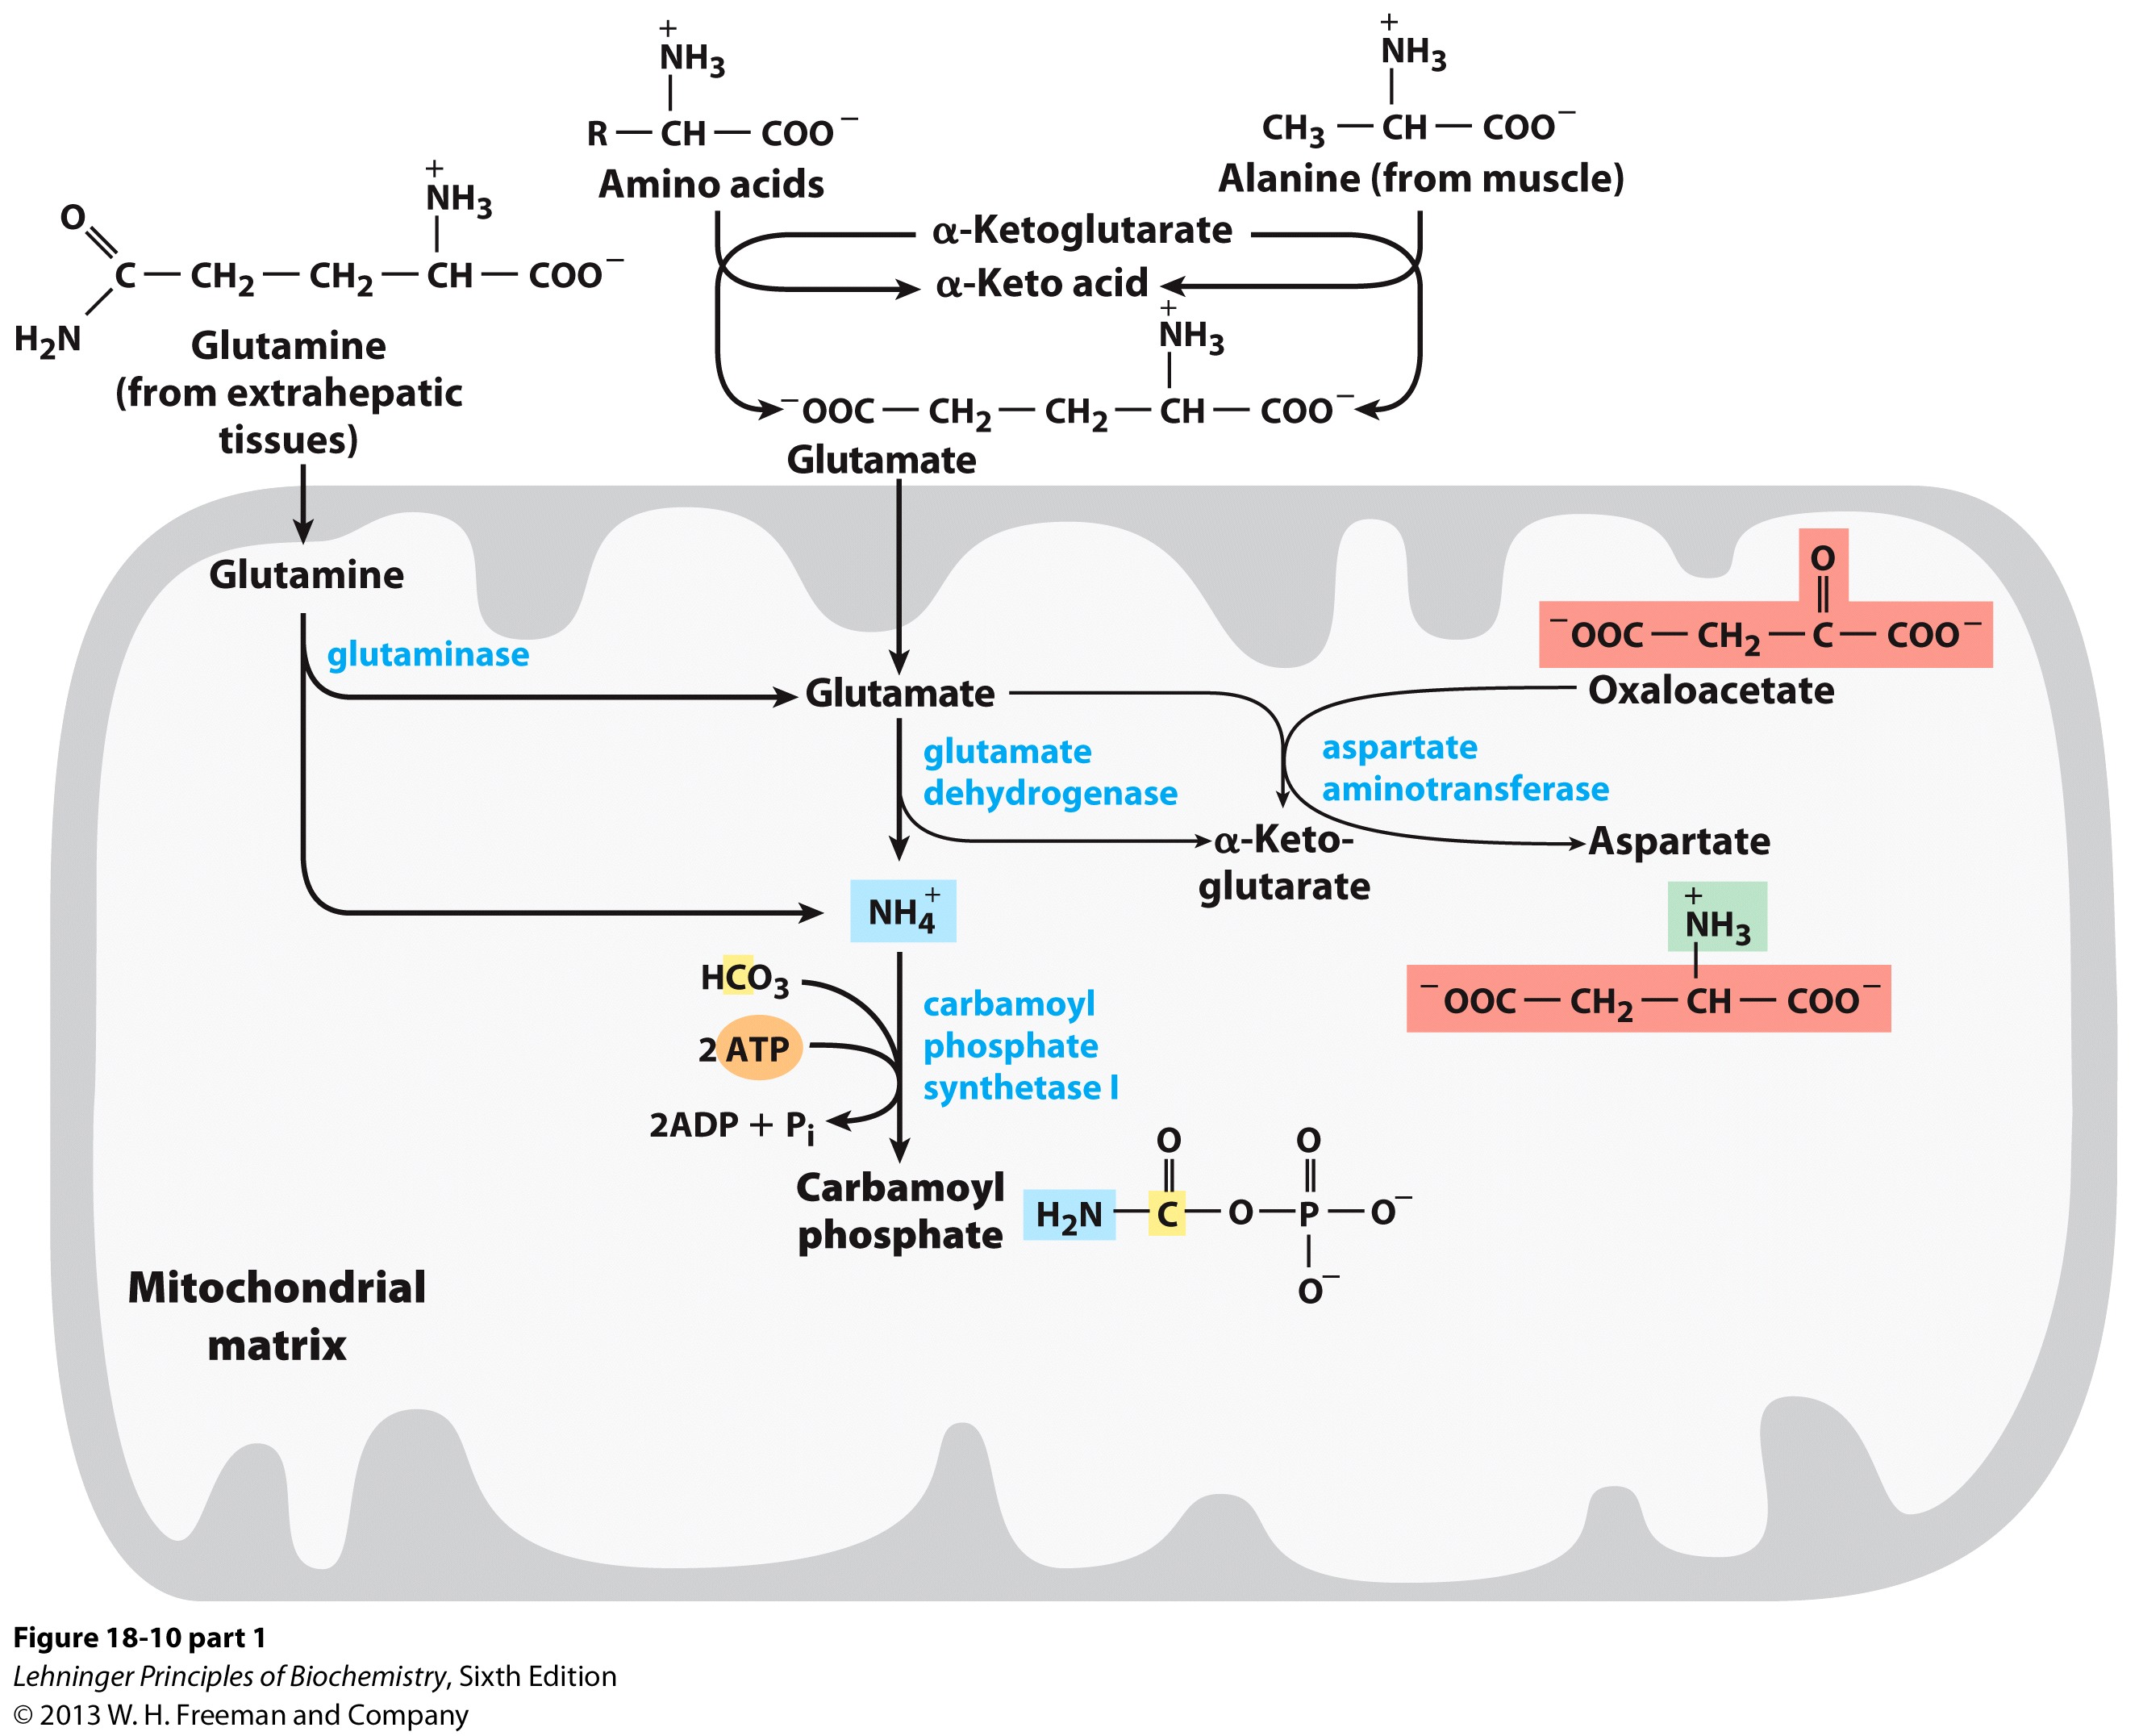 +
NH3
R — CH — COO−
Amino acids
+
NH3
CH3 — CH — COO−
Alanine (from muscle)
+
NH3
O
C — CH2 — CH2 — CH — COO−
H2N
Glutamine
(from extrahepatic
tissues)
α-Ketoglutarate
α-Keto acid
+
NH3
−OOC — CH2 — CH2 — CH — COO−
Glutamate
Glutamine
glutaminase
Glutamate
O
−OOC — CH2 — C — COO−
Oxaloacetate
glutamate
dehydrogenase
aspartate
aminotransferase
α-Keto-
glutarate
Aspartate
+
NH3
−OOC — CH2 — CH — COO−
NH4+
HCO3
2 ATP
2ADP + Pi
carbamoyl
phosphate
synthetase I
Carbamoyl
phosphate
O O
H2N — C — O — P — O−
O−
Mitochondrial
matrix
Figure 18-10 part 1
Lehninger Principles of Biochemistry, Sixth Edition
© 2013 W. H. Freeman and Company